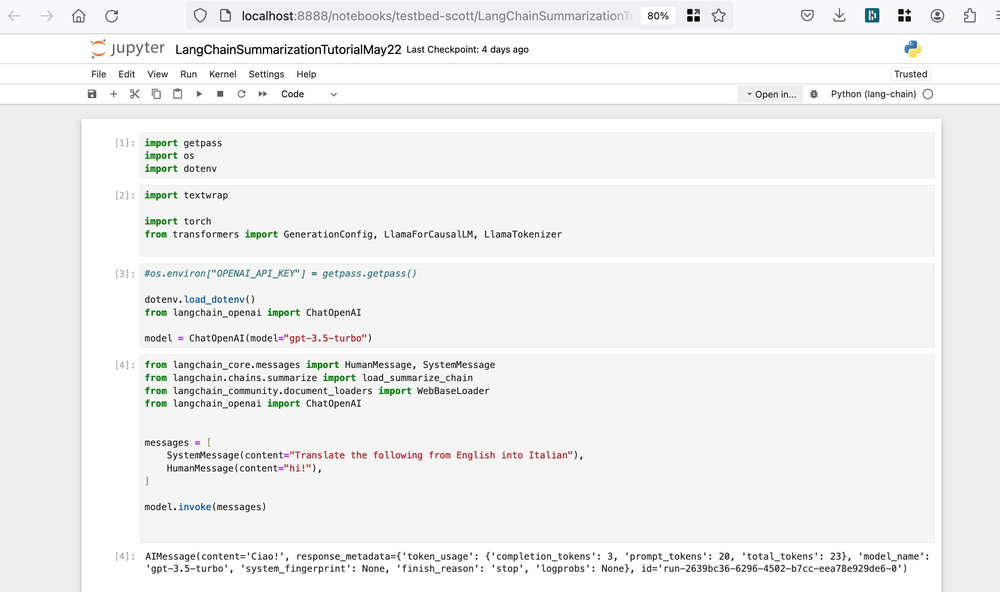 localhost:8888/notebooks/testbed-scott/LangChainSummarizationTu
80%
jupyter LangChainSummarizationTutorialMay22 Last Checkpoint: 4 days ago
File Edit View Run Kernel Settings Help Trusted
Code Open in... Python (lang-chain)
[1]: import getpass
import os
import dotenv
[2]: import textwrap
import torch
from transformers import GenerationConfig, LlamaForCausalLM, LlamaTokenizer
[3]: #os.environ["OPENAI_API_KEY"] = getpass.getpass()
dotenv.load_dotenv()
from langchain_openai import ChatOpenAI
model = ChatOpenAI(model="gpt-3.5-turbo")
[4]: from langchain_core.messages import HumanMessage, SystemMessage
from langchain.chains.summarize import load_summarize_chain
from langchain_community.document_loaders import WebBaseLoader
from langchain_openai import ChatOpenAI
messages = [
    SystemMessage(content="Translate the following from English into Italian"),
    HumanMessage(content="hi!"),
]
model.invoke(messages)
[4]: AIMessage(content='Ciao!', response_metadata={'token_usage': {'completion_tokens': 3, 'prompt_tokens': 20, 'total_tokens': 23}, 'model_name':
'gpt-3.5-turbo', 'system_fingerprint': None, 'finish_reason': 'stop', 'logprobs': None}, id='run-2639bc36-6296-4502-b7cc-eea78e929de6-0')